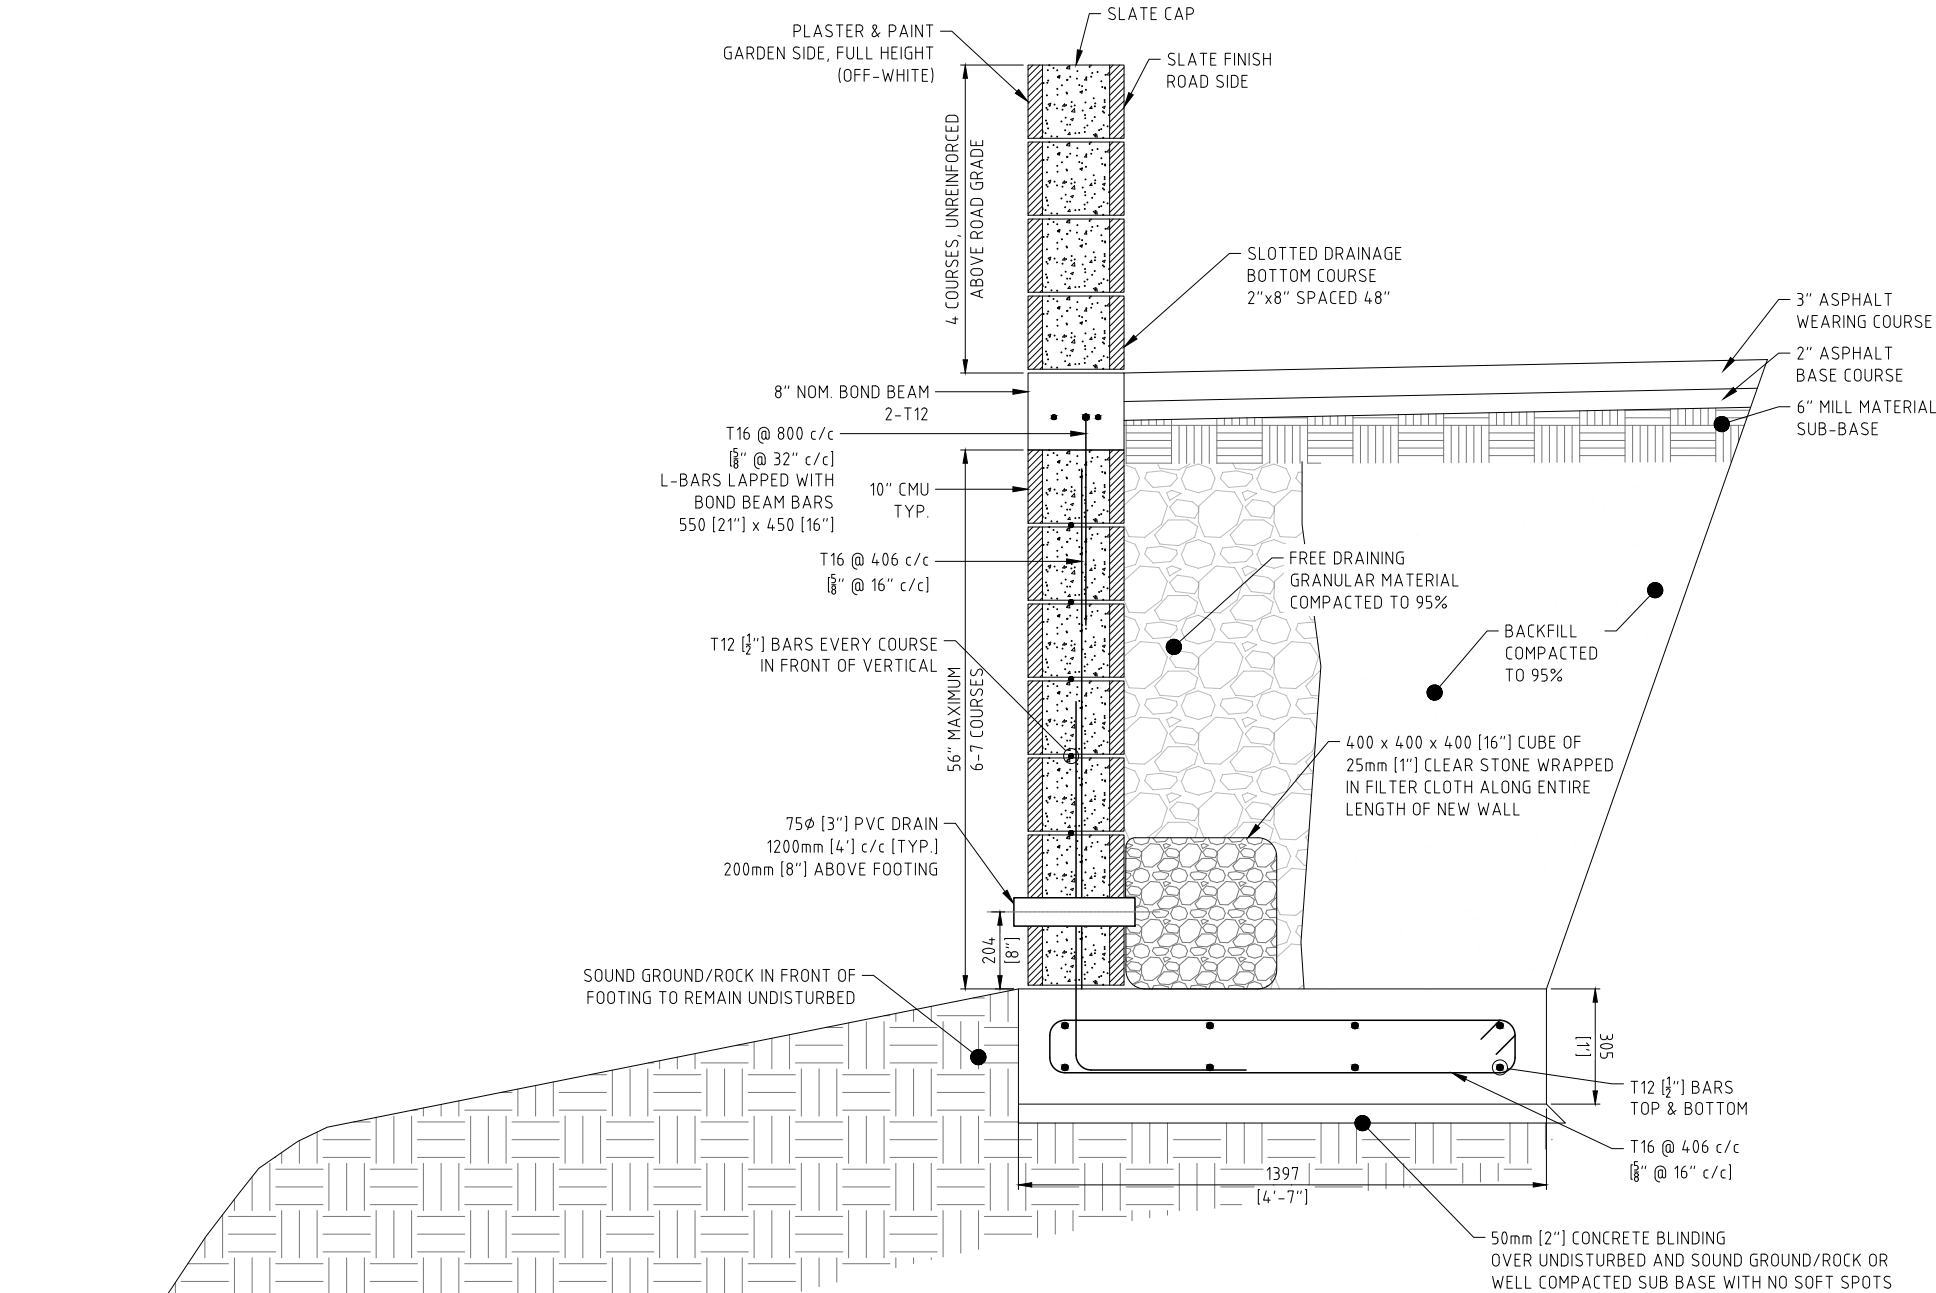 SLATE CAP
PLASTER & PAINT
GARDEN SIDE, FULL HEIGHT
(OFF-WHITE)
SLATE FINISH
ROAD SIDE
4 COURSES, UNREINFORCED
ABOVE ROAD GRADE
SLOTTED DRAINAGE
BOTTOM COURSE
2"x8" SPACED 48"
3" ASPHALT
WEARING COURSE
2" ASPHALT
BASE COURSE
6" MILL MATERIAL
SUB-BASE
8" NOM. BOND BEAM
2-T12
T16 @ 800 c/c
[5/8" @ 32" c/c]
L-BARS LAPPED WITH
BOND BEAM BARS
550 [21"] x 450 [16"]
10" CMU
TYP.
T16 @ 406 c/c
[5/8" @ 16" c/c]
FREE DRAINING
GRANULAR MATERIAL
COMPACTED TO 95%
BACKFILL
COMPACTED
TO 95%
T12 [1/2"] BARS EVERY COURSE
IN FRONT OF VERTICAL
56" MAXIMUM
6-7 COURSES
400 x 400 x 400 [16"] CUBE OF
25mm [1"] CLEAR STONE WRAPPED
IN FILTER CLOTH ALONG ENTIRE
LENGTH OF NEW WALL
75Ø [3"] PVC DRAIN
1200mm [4'] c/c [TYP.]
200mm [8"] ABOVE FOOTING
204
[8"]
SOUND GROUND/ROCK IN FRONT OF
FOOTING TO REMAIN UNDISTURBED
305
[1']
T12 [1/2"] BARS
TOP & BOTTOM
T16 @ 406 c/c
[5/8" @ 16" c/c]
1397
[4'-7"]
50mm [2"] CONCRETE BLINDING
OVER UNDISTURBED AND SOUND GROUND/ROCK OR
WELL COMPACTED SUB BASE WITH NO SOFT SPOTS